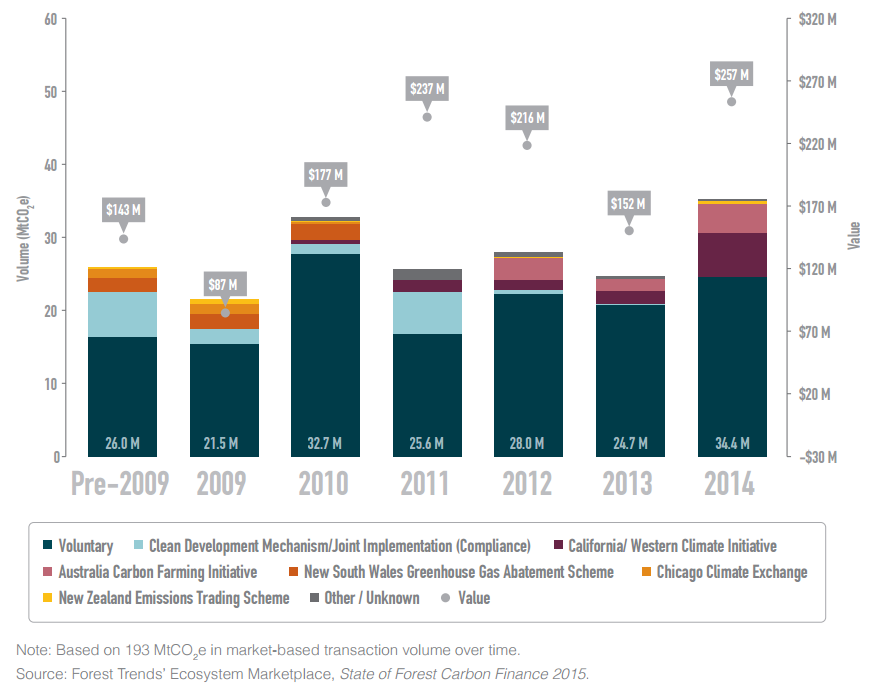 60
50
40
30
20
10
0
Volume (MtCO2e)
$320 M
$270 M
$220 M
$170 M
$120 M
$70 M
$20 M
-$30 M
Value
$143 M
$87 M
$177 M
$237 M
$216 M
$152 M
$257 M
26.0 M 21.5 M 32.7 M 25.6 M 28.0 M 24.7 M 34.4 M
Pre-2009 2009 2010 2011 2012 2013 2014
Voluntary Clean Development Mechanism/Joint Implementation (Compliance) California/ Western Climate Initiative
Australia Carbon Farming Initiative New South Wales Greenhouse Gas Abatement Scheme Chicago Climate Exchange
New Zealand Emissions Trading Scheme Other / Unknown Value
Note: Based on 193 MtCO2e in market-based transaction volume over time.
Source: Forest Trends' Ecosystem Marketplace, State of Forest Carbon Finance 2015.